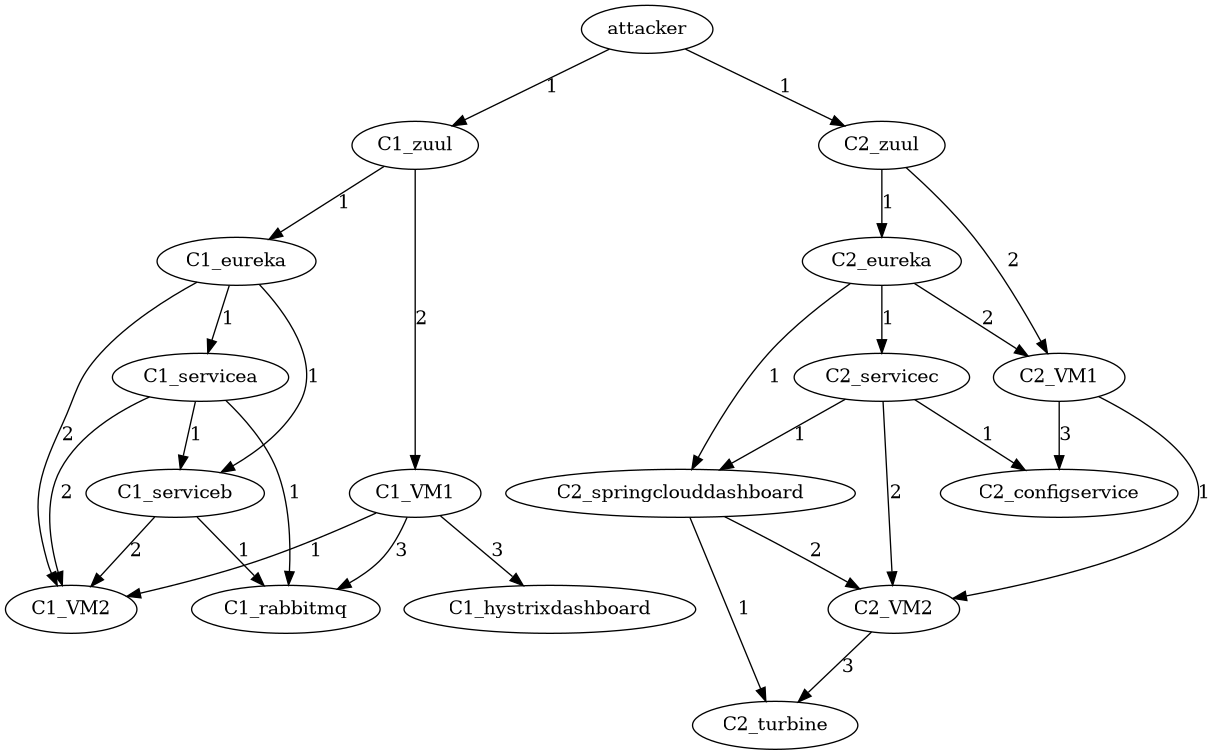 attacker
1
1
C1_zuul
C2_zuul
1
2
1
2
C1_eureka
C2_eureka
1
1
2
1
1
2
C1_servicea
C2_servicec
C2_VM1
2
1
1
1
2
1
3
1
C1_serviceb
C1_VM1
C2_springclouddashboard
C2_configservice
2
1
1
3
3
2
1
C1_VM2
C1_rabbitmq
C1_hystrixdashboard
C2_VM2
3
C2_turbine